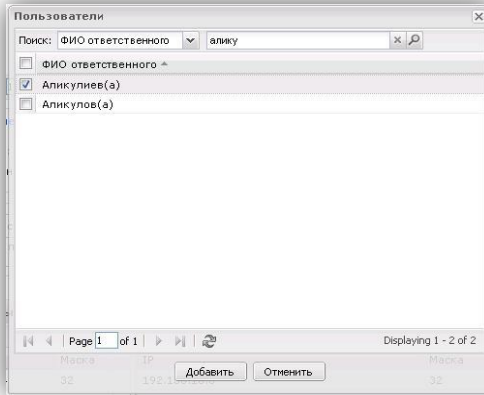 Пользователи
Поиск: ФИО ответственного алику
ФИО ответственного
Аликулиев(а)
Аликулов(а)
Page 1 of 1 Displaying 1 - 2 of 2
Маска IP Маска
Добавить Отменить
32 32